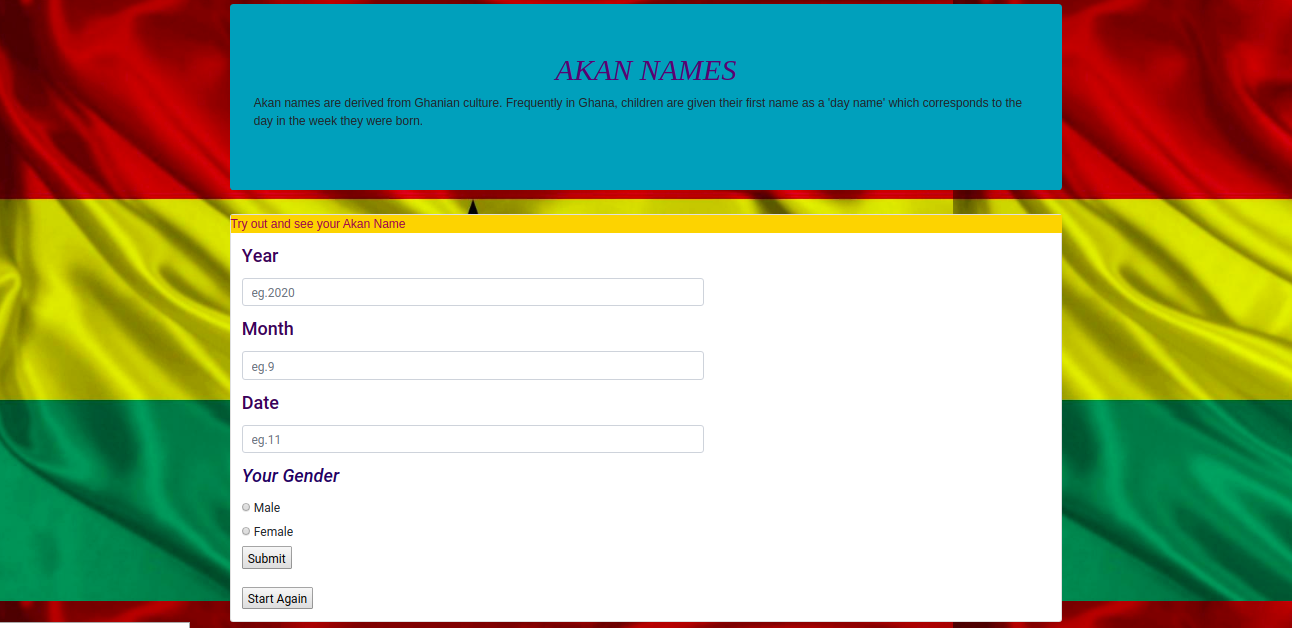 AKAN NAMES
Akan names are derived from Ghanian culture. Frequently in Ghana, children are given their first name as a 'day name' which corresponds to the
day in the week they were born.
Try out and see your Akan Name
Year
eg.2020
Month
eg.9
Date
eg.11
Your Gender
Male
Female
Submit
Start Again